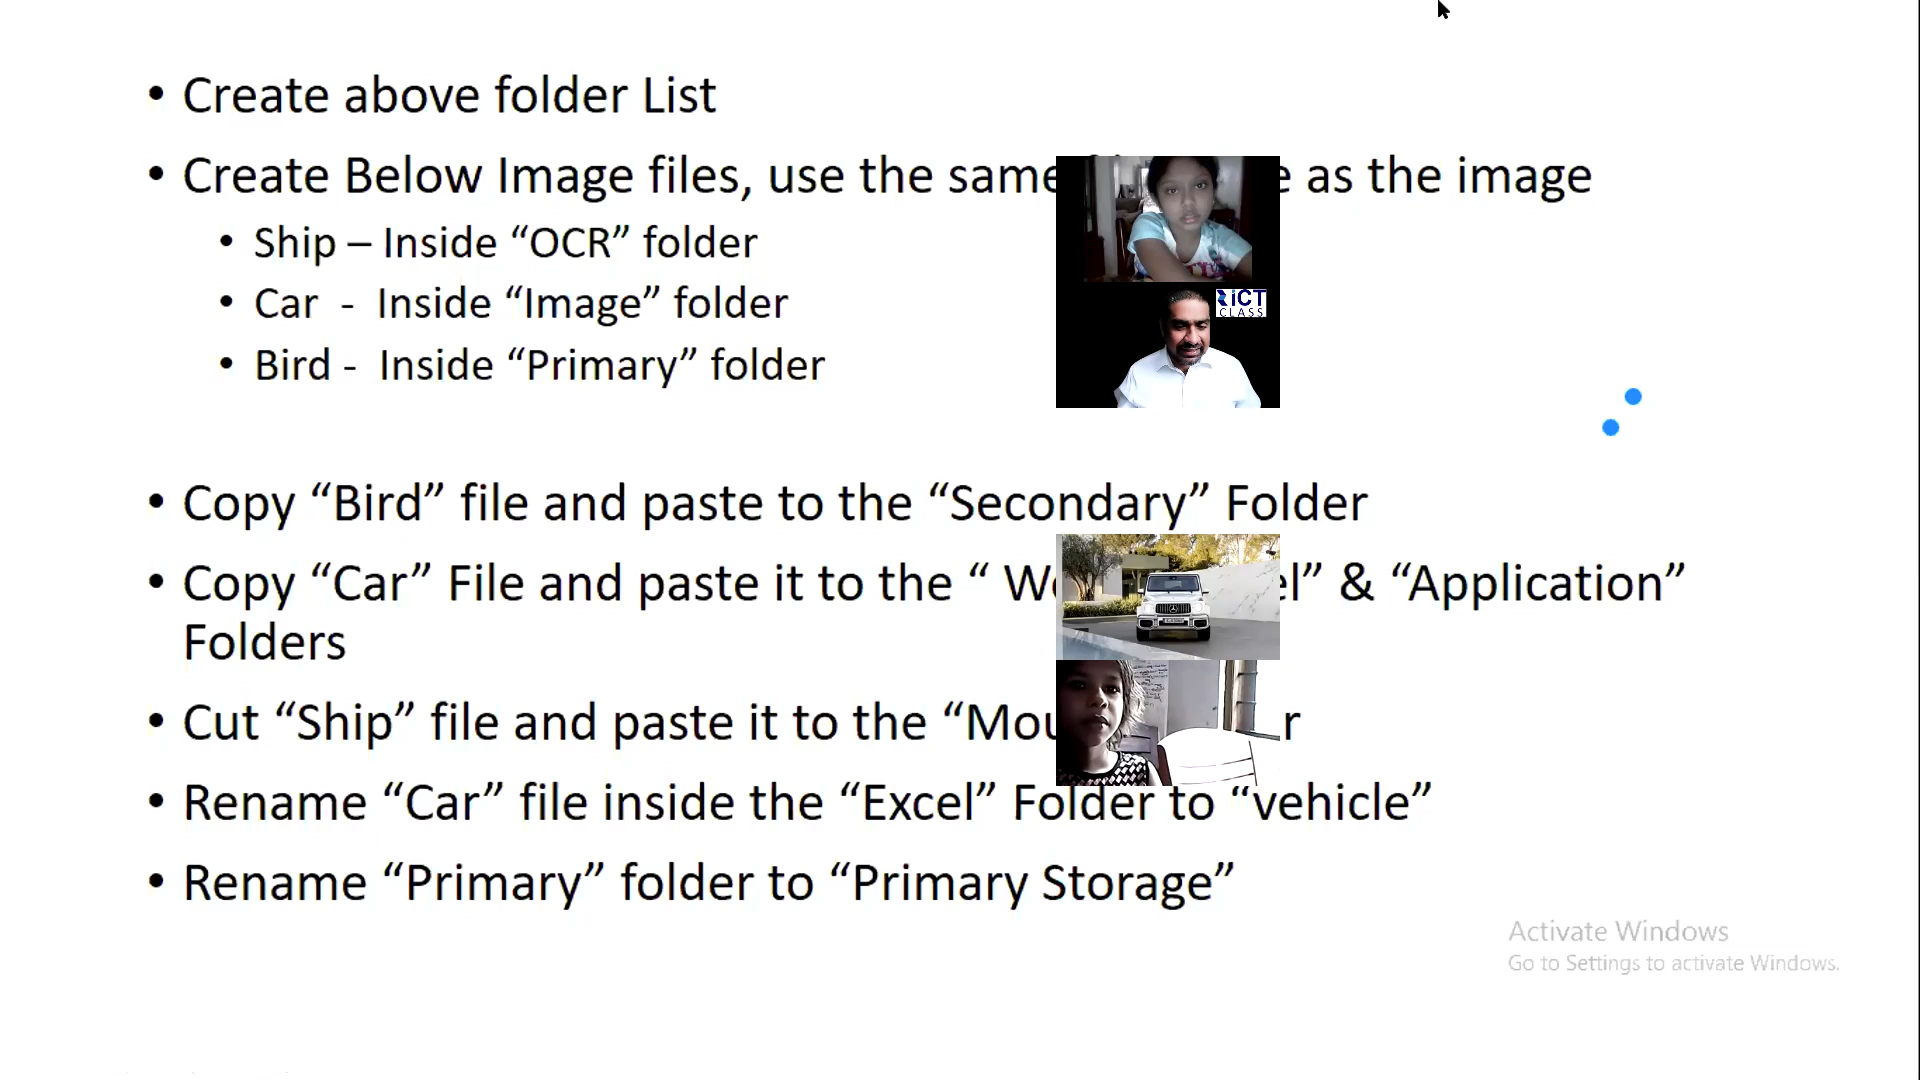 • Create above folder List
• Create Below Image files, use the same as the image
• Ship – Inside “OCR” folder
• Car - Inside “Image” folder
• Bird - Inside “Primary” folder
iCT
CLASS
• Copy “Bird” file and paste to the “Secondary” Folder
• Copy “Car” File and paste it to the “ & “Application”
Folders
• Cut “Ship” file and paste it to the
• Rename “Car” file inside the “Excel” Folder to “vehicle”
• Rename “Primary” folder to “Primary Storage”
Activate Windows
Go to Settings to activate Windows.